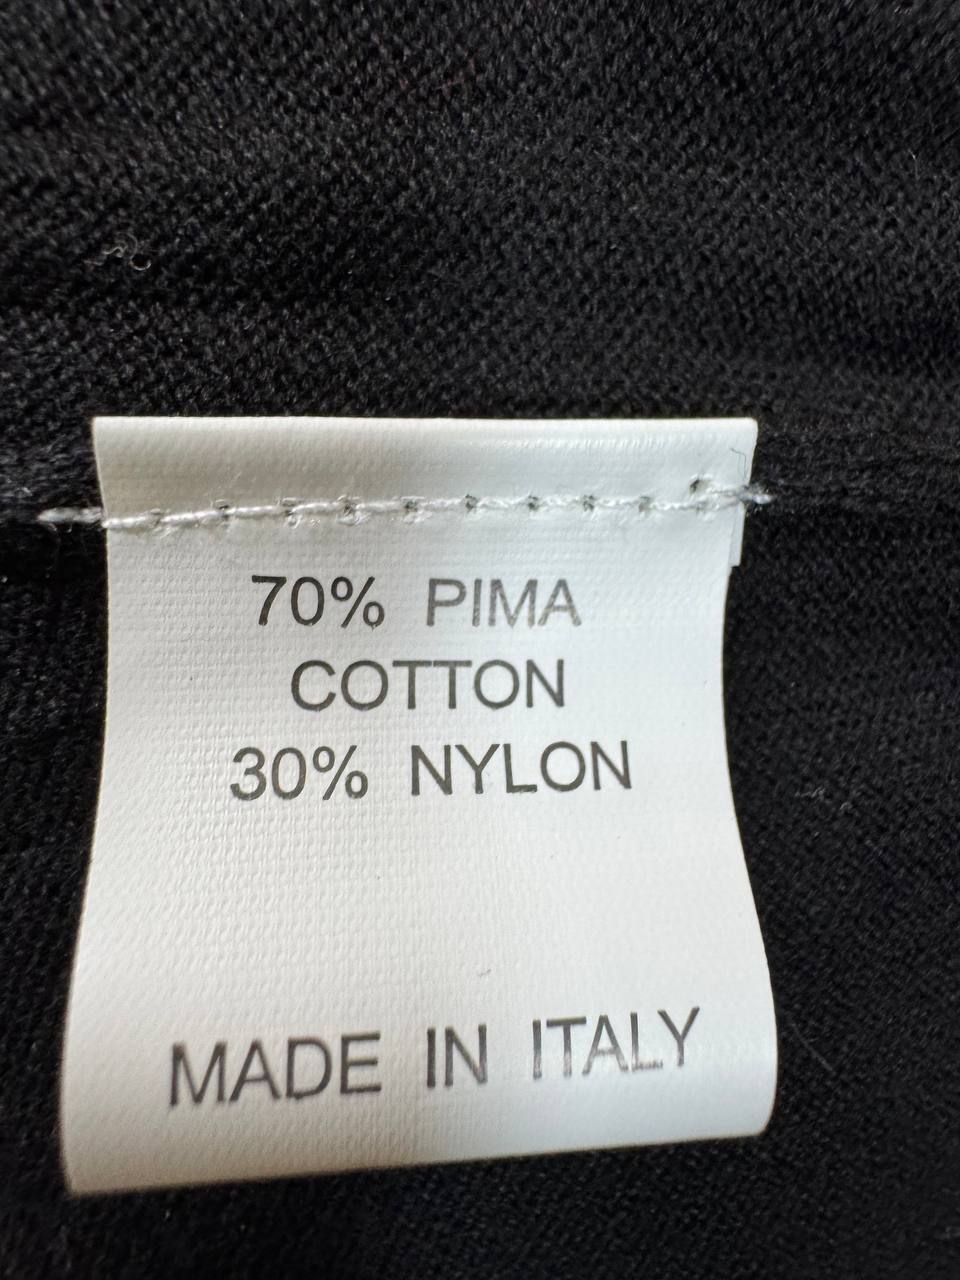 70% PIMA
COTTON
30% NYLON
MADE IN ITALY